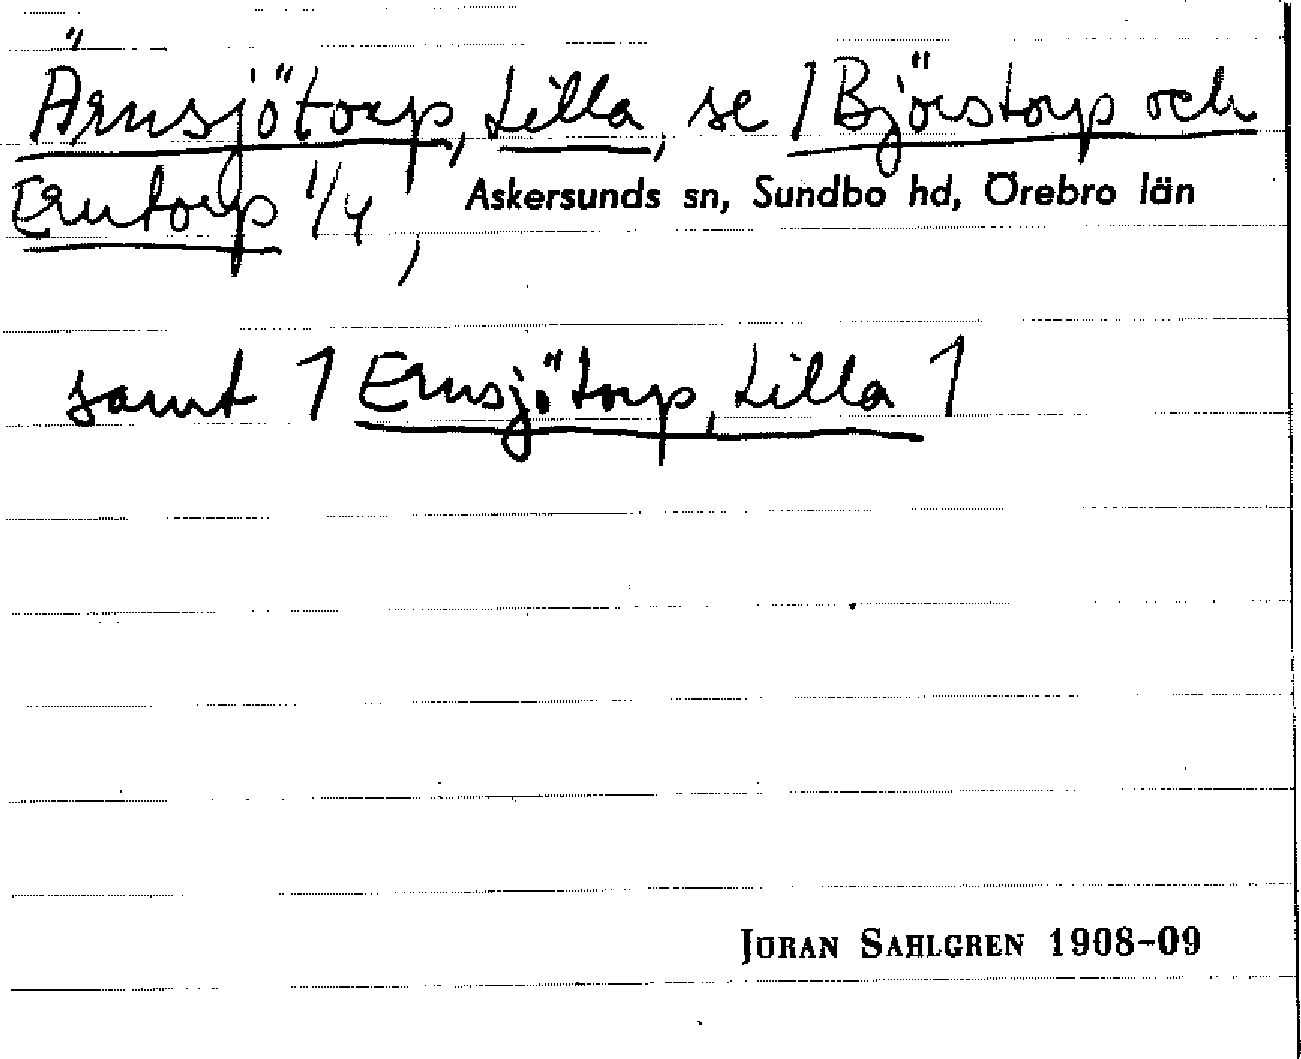 Ärnsjötorp, Lilla, se 1 Björstorp och
Erntorp 1/4,
Askersunds sn, Sundbo hd, Örebro län
samt 1 Ernsjötorp, Lilla 1
JÖRAN SAHLGREN 1908-09